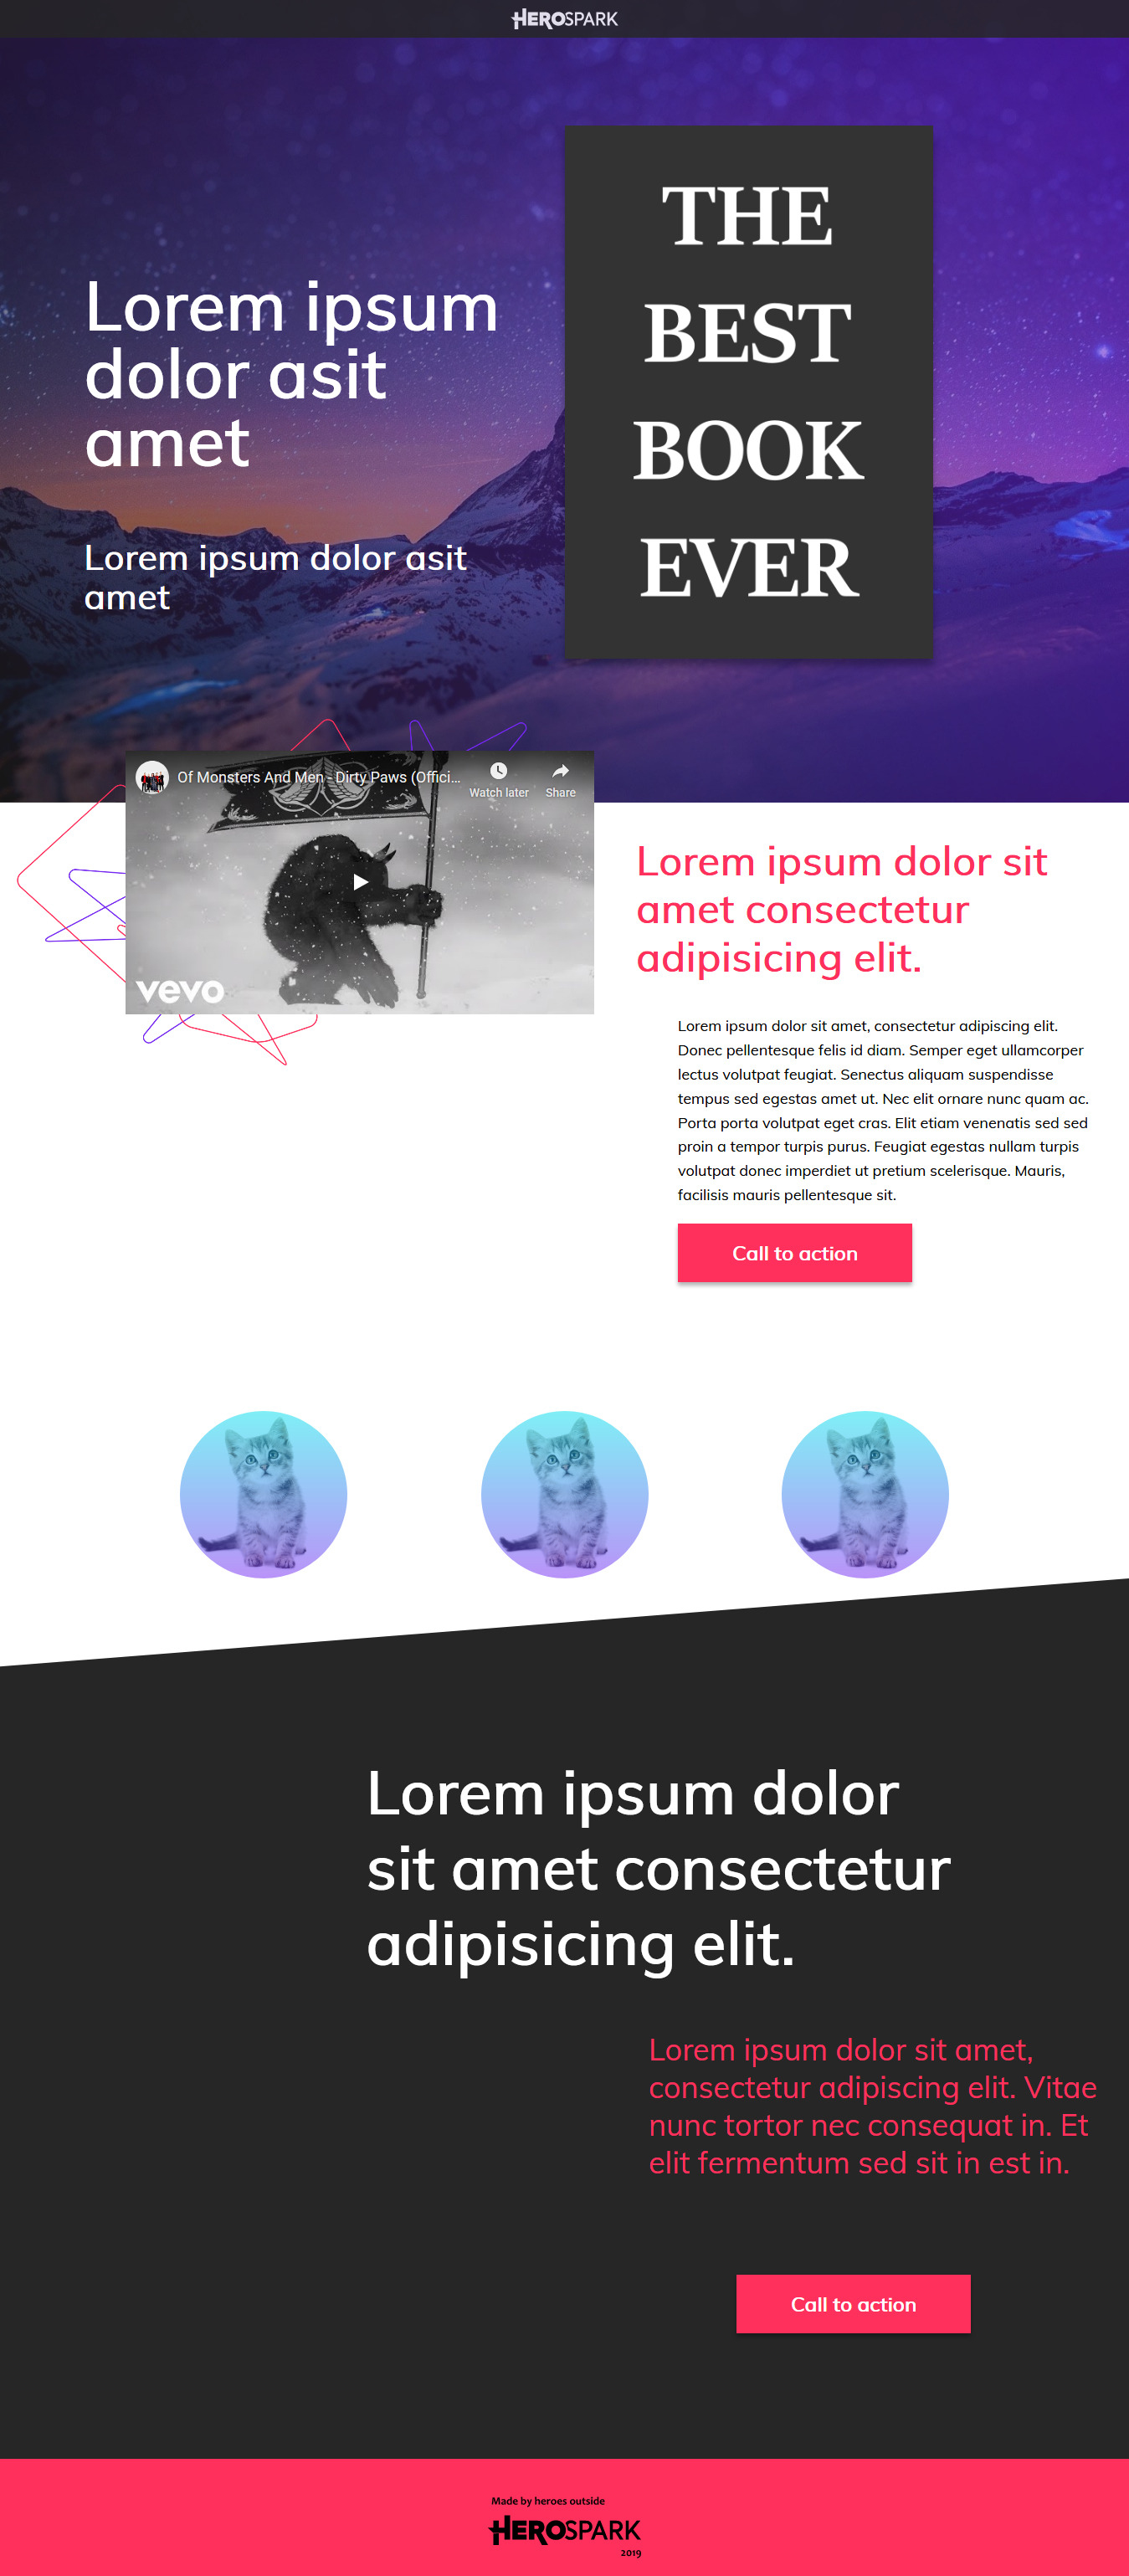 HEROSPARK
Lorem ipsum
dolor asit
amet
Lorem ipsum dolor asit
amet
THE
BEST
BOOK
EVER
Of Monsters And Men - Dirty Paws (Offici...
Watch later
Share
vevo
Lorem ipsum dolor sit
amet consectetur
adipisicing elit.
Lorem ipsum dolor sit amet, consectetur adipiscing elit.
Donec pellentesque felis id diam. Semper eget ullamcorper
lectus volutpat feugiat. Senectus aliquam suspendisse
tempus sed egestas amet ut. Nec elit ornare nunc quam ac.
Porta porta volutpat eget cras. Elit etiam venenatis sed sed
proin a tempor turpis purus. Feugiat egestas nullam turpis
volutpat donec imperdiet ut pretium scelerisque. Mauris,
facilisis mauris pellentesque sit.
Call to action
Lorem ipsum dolor
sit amet consectetur
adipisicing elit.
Lorem ipsum dolor sit amet,
consectetur adipiscing elit. Vitae
nunc tortor nec consequat in. Et
elit fermentum sed sit in est in.
Call to action
Made by heroes outside
HEROSPARK
2019